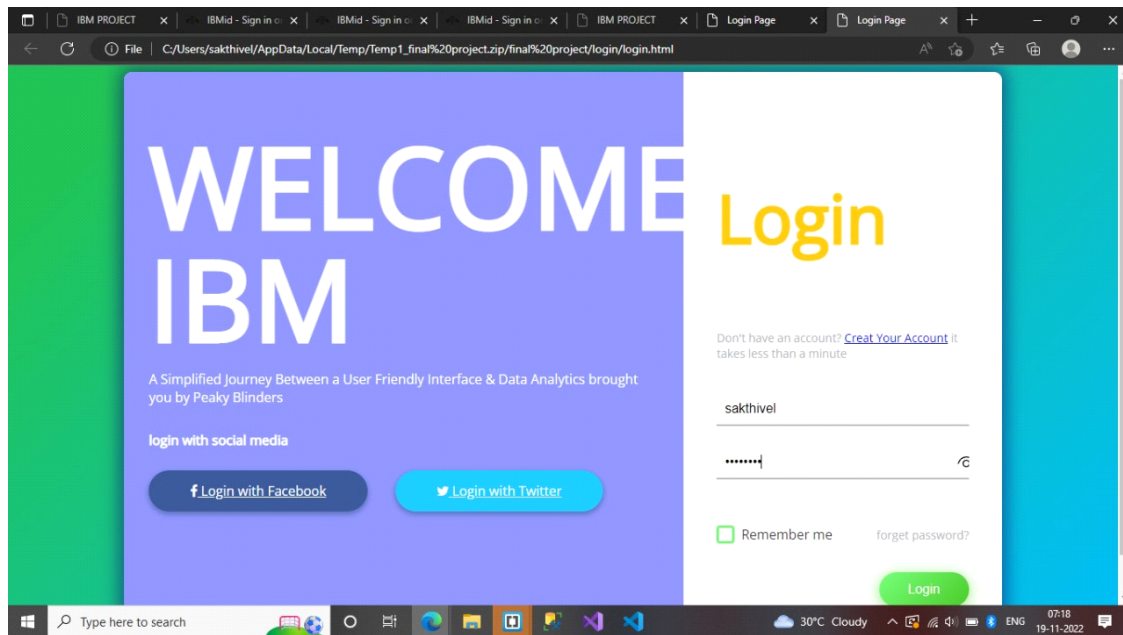 IBM PROJECT
IBMid - Sign in o
IBMid - Sign in o
IBMid - Sign in o
IBM PROJECT
Login Page
Login Page
File
C:/Users/sakthivel/AppData/Local/Temp/Temp1_final%20project.zip/final%20project/login/login.html
WELCOME
IBM
A Simplified Journey Between a User Friendly Interface & Data Analytics brought
you by Peaky Blinders
login with social media
Login with Facebook
Login with Twitter
Login
Don't have an account? Creat Your Account it
takes less than a minute
sakthivel
Remember me
forget password?
Login
Type here to search
30°C Cloudy
ENG
07:18
19-11-2022